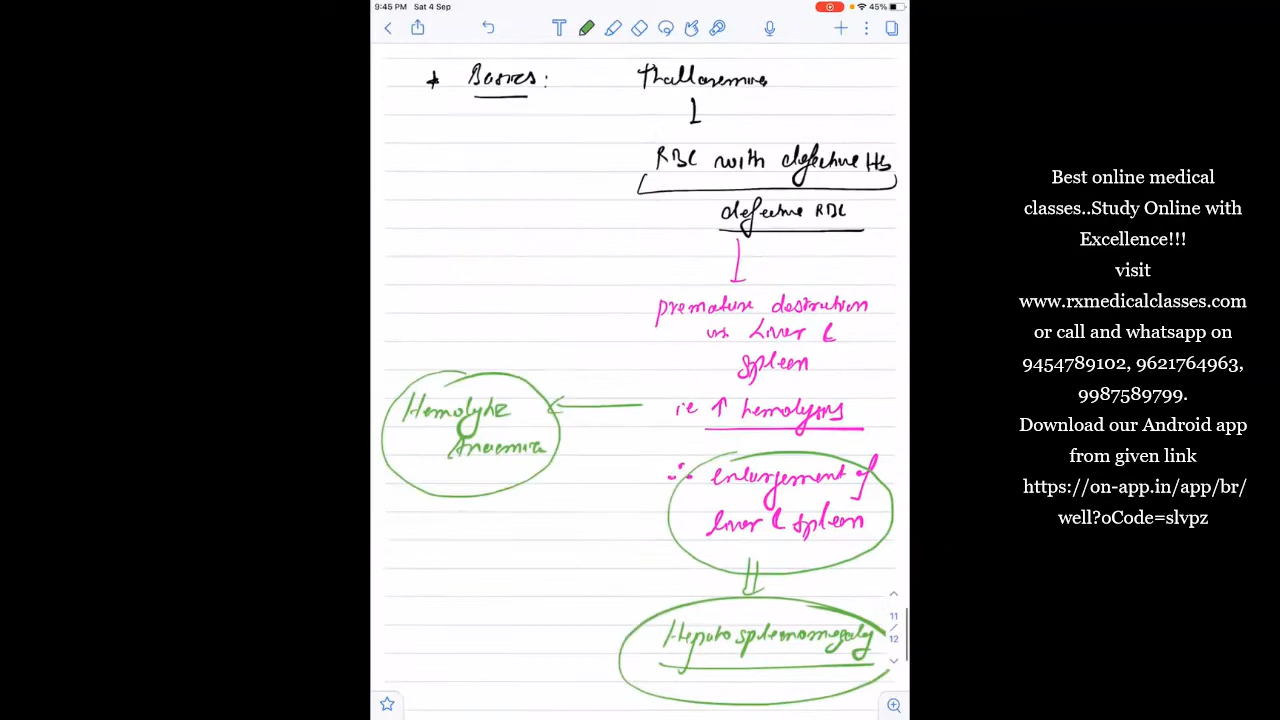 9:45 PM Sat 4 Sep
45%
T
* Basics: Thallasemias
RBC with defective Hb
defective RBC
premature destruction
in Liver &
Spleen
ie ↑ hemolysis
Hemolytic
Anaemia
∴ enlargement of
liver & spleen
Hepatosplenomegaly
11
/
12
Best online medical
classes..Study Online with
Excellence!!!
visit
www.rxmedicalclasses.com
or call and whatsapp on
9454789102, 9621764963,
9987589799.
Download our Android app
from given link
https://on-app.in/app/br/
well?oCode=slvpz